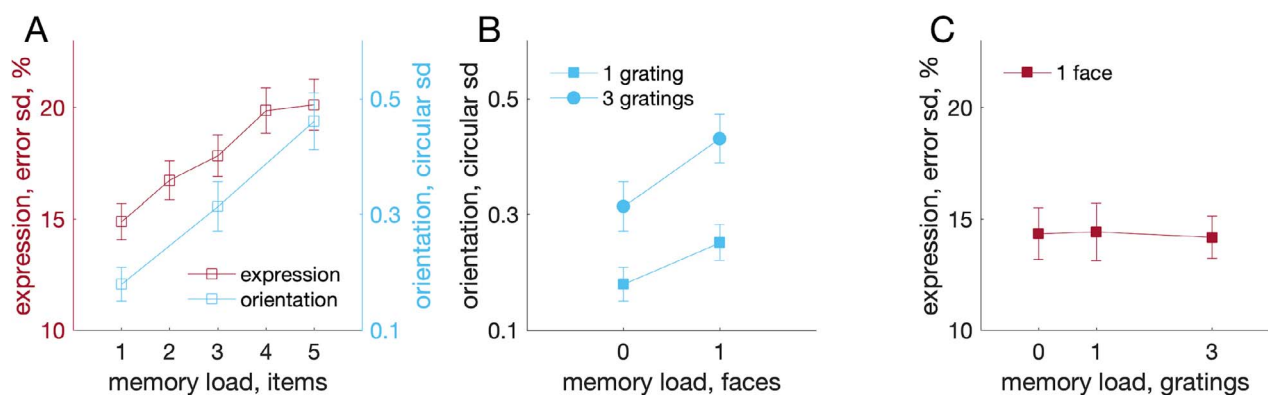 A
expression, error sd, %
20
15
10
1 2 3 4 5
memory load, items
expression
orientation
0.5
0.3
0.1
orientation, circular sd
B
orientation, circular sd
0.5
0.3
0.1
1 grating
3 gratings
0 1
memory load, faces
C
expression, error sd, %
20
15
10
1 face
0 1 3
memory load, gratings